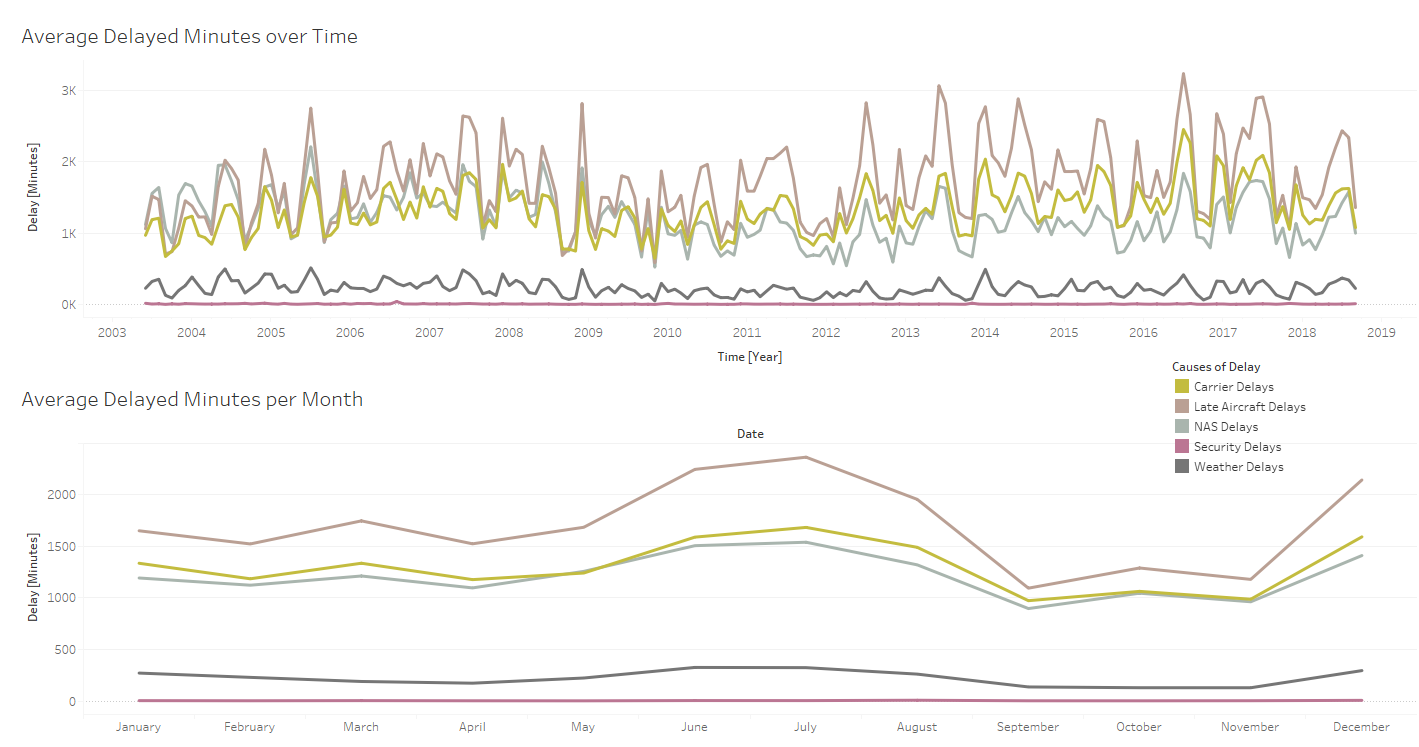 Average Delayed Minutes over Time
3K
2K
1K
0K
Delay [Minutes]
2003 2004 2005 2006 2007 2008 2009 2010 2011 2012 2013 2014 2015 2016 2017 2018 2019
Time [Year]
Causes of Delay
Carrier Delays
Late Aircraft Delays
NAS Delays
Security Delays
Weather Delays
Average Delayed Minutes per Month
Date
2000
1500
1000
500
0
Delay [Minutes]
January February March April May June July August September October November December